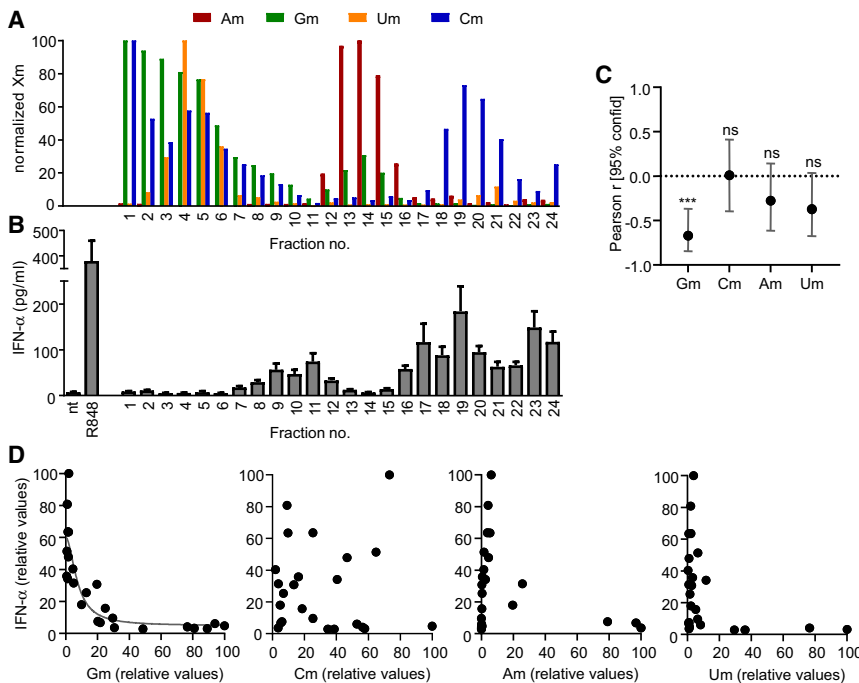 A
Am Gm Um Cm
normalized Xm
100
80
60
40
20
0
1 2 3 4 5 6 7 8 9 10 11 12 13 14 15 16 17 18 19 20 21 22 23 24
Fraction no.
B
IFN-α (pg/ml)
500
400
300
200
100
0
nt R848 1 2 3 4 5 6 7 8 9 10 11 12 13 14 15 16 17 18 19 20 21 22 23 24
Fraction no.
C
Pearson r [95% confid]
1.0
0.5
0.0
-0.5
-1.0
*** ns ns ns
Gm Cm Am Um
D
IFN-α (relative values)
100
80
60
40
20
0
0 20 40 60 80 100
Gm (relative values)
100
80
60
40
20
0
0 20 40 60 80 100
Cm (relative values)
100
80
60
40
20
0
0 20 40 60 80 100
Am (relative values)
100
80
60
40
20
0
0 20 40 60 80 100
Um (relative values)